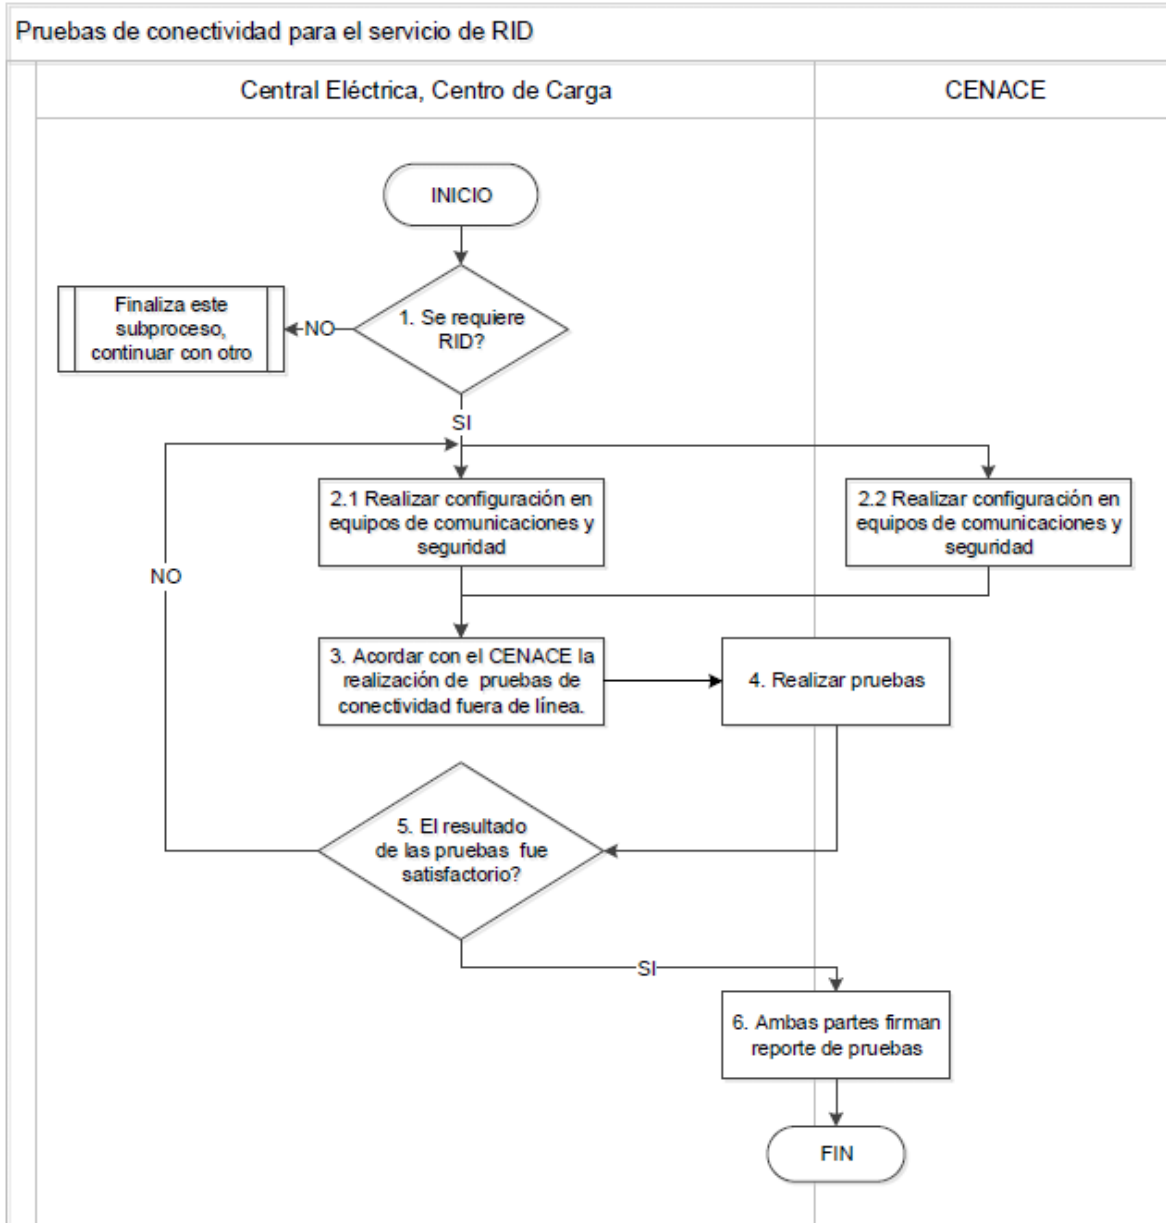 Pruebas de conectividad para el servicio de RID
Central Eléctrica, Centro de Carga
CENACE
INICIO
1. Se requiere
RID?
NO
Finaliza este
subproceso,
continuar con otro
SI
2.1 Realizar configuración en
equipos de comunicaciones y
seguridad
2.2 Realizar configuración en
equipos de comunicaciones y
seguridad
NO
3. Acordar con el CENACE la
realización de pruebas de
conectividad fuera de línea.
4. Realizar pruebas
5. El resultado
de las pruebas fue
satisfactorio?
SI
6. Ambas partes firman
reporte de pruebas
FIN